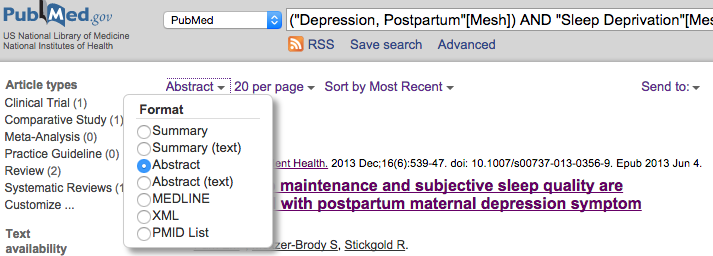 PubMed.gov
US National Library of Medicine
National Institutes of Health
PubMed
("Depression, Postpartum"[Mesh]) AND "Sleep Deprivation"[Mes
RSS Save search Advanced
Article types
Clinical Trial (1)
Comparative Study (1)
Meta-Analysis (0)
Practice Guideline (0)
Review (2)
Systematic Reviews (1
Customize ...
Text
availability
Abstract 20 per page Sort by Most Recent Send to:
Format
Summary
Summary (text)
Abstract
Abstract (text)
MEDLINE
XML
PMID List
ent Health. 2013 Dec;16(6):539-47. doi: 10.1007/s00737-013-0356-9. Epub 2013 Jun 4.
maintenance and subjective sleep quality are
with postpartum maternal depression symptom
zer-Brody S, Stickgold R.